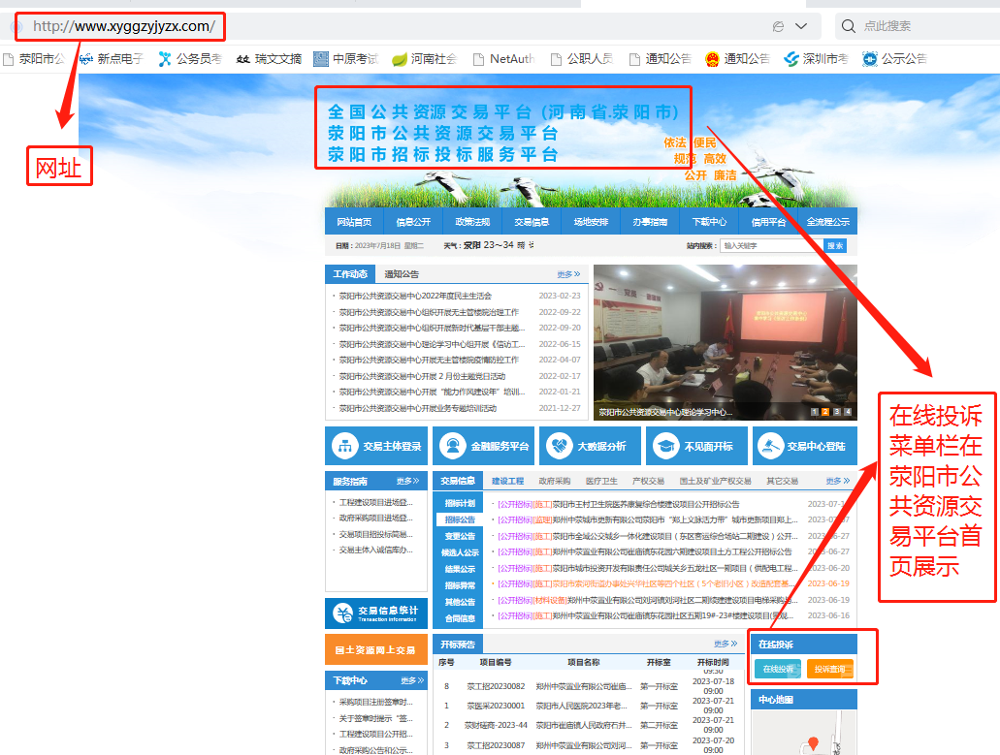 http://www.xyggzyjyzx.com/
点此搜索
荥阳市公
新点电子
公务员考
瑞文文摘
中原考试
河南社会
NetAuth
公职人员
通知公告
通知公告
深圳市考
公示公告
网址
全国公共资源交易平台(河南省.荥阳市)
荥阳市公共资源交易平台
荥阳市招标投标服务平台
依法 便民
规范 高效
公开 廉洁
网站首页 信息公开 政策法规 交易信息 场地安排 办事指南 下载中心 信用平台 全流程公示
日期：2023年7月18日 星期二 天气：荥阳 23～34 站内搜索： 输入关键字 搜索
工作动态 通知公告 更多>>
· 荥阳市公共资源交易中心2022年度民主生活会 2023-02-23
· 荥阳市公共资源交易中心组织开展无主管楼院治理工作 2022-09-22
· 荥阳市公共资源交易中心组织开展新时代基层干部主题... 2022-09-20
· 荥阳市公共资源交易中心理论学习中心组开展《信访工... 2022-06-15
· 荥阳市公共资源交易中心开展无主管楼院疫情防控工作 2022-04-07
· 荥阳市公共资源交易中心开展 2 月份主题党日活动 2022-02-17
· 荥阳市公共资源交易中心开展“能力作风建设年”培训... 2022-01-21
· 荥阳市公共资源交易中心开展业务专题培训活动 2021-12-27
荥阳市公共资源交易中心理论学习中心... 1 2 3 4
在线投诉
菜单栏在
荥阳市公
共资源交
易平台首
页展示
交易主体登录 金融服务平台 大数据分析 不见面开标 交易中心登陆
服务指南 更多>>
· 工程建设项目进场登...
· 政府采购项目进场登...
· 交易项目招投标简易...
· 交易主体入诚信库办...
交易信息 建设工程 政府采购 医疗卫生 产权交易 国土及矿业产权交易 其它交易 更多>>
招标计划
招标公告
变更公告
候选人公示
结果公示
招标异常
其他公告
合同信息
· [公开招标][施工]荥阳市王村卫生院医养康复综合楼建设项目公开招标公告
· [公开招标][监理]郑州中荥城市更新有限公司荥阳市“郑上文脉活力带”城市更新项目郑上...
· [公开招标][施工]荥阳市全域公交城乡一体化建设项目（东区客运综合场站二期建设）公开...
· [公开招标][施工]郑州中荥置业有限公司崔庙镇东花园六期建设项目土方工程公开招标公告 2023-06-27
· [公开招标][施工]荥阳市城市投资开发有限责任公司城关乡五龙社区一期项目（供配电工程... 2023-06-20
· [公开招标][施工]荥阳市索河街道办事处兴华社区等四个社区（5个老旧小区）改造配套基... 2023-06-19
· [公开招标][材料设备]郑州中荥置业有限公司刘河镇刘河社区二期续建建设项目电梯采购与... 2023-06-19
· [公开招标][施工]郑州中荥置业有限公司崔庙镇东花园社区五期19#-23#楼建设项目(景观... 2023-06-16
交易信息统计
Transaction information
国土资源网上交易
下载中心 更多>>
· 采购项目注册签章时...
· 关于签章时提示“签...
· 工程建设项目公开招...
· 政府采购公告和公示...
开标预告 更多>>
序号 项目编号 项目名称 开标室 开标时间
09:30
8 荥工招20230082 郑州中荥置业有限公司崔庙... 第一开标室 2023-07-18 09:00
1 荥医采20230001 荥阳市人民医院2023年老... 第一开标室 2023-07-21 09:00
2 荥财磋商-2023-44 荥阳市崔庙镇人民政府石井... 第二开标室 2023-07-21 09:00
3 荥工招20230087 郑州中荥置业有限公司刘河... 第一开标室 2023-07-20 09:00
在线投诉
在线投诉 投诉查询
中心地图